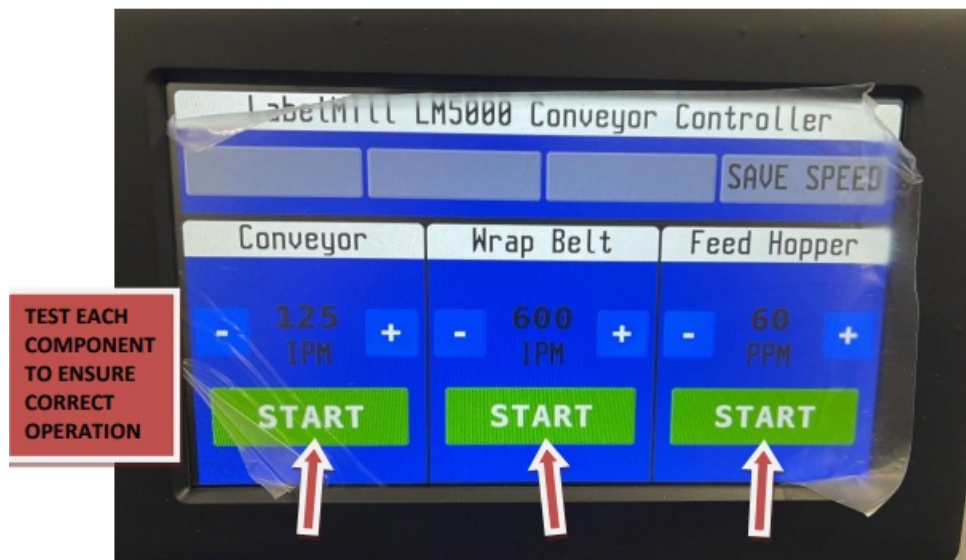 LabelMill LM5000 Conveyor Controller
SAVE SPEED
Conveyor
Wrap Belt
Feed Hopper
TEST EACH
COMPONENT
TO ENSURE
CORRECT
OPERATION
- 125 +
IPM
- 600 +
IPM
- 60 +
PPM
START
START
START